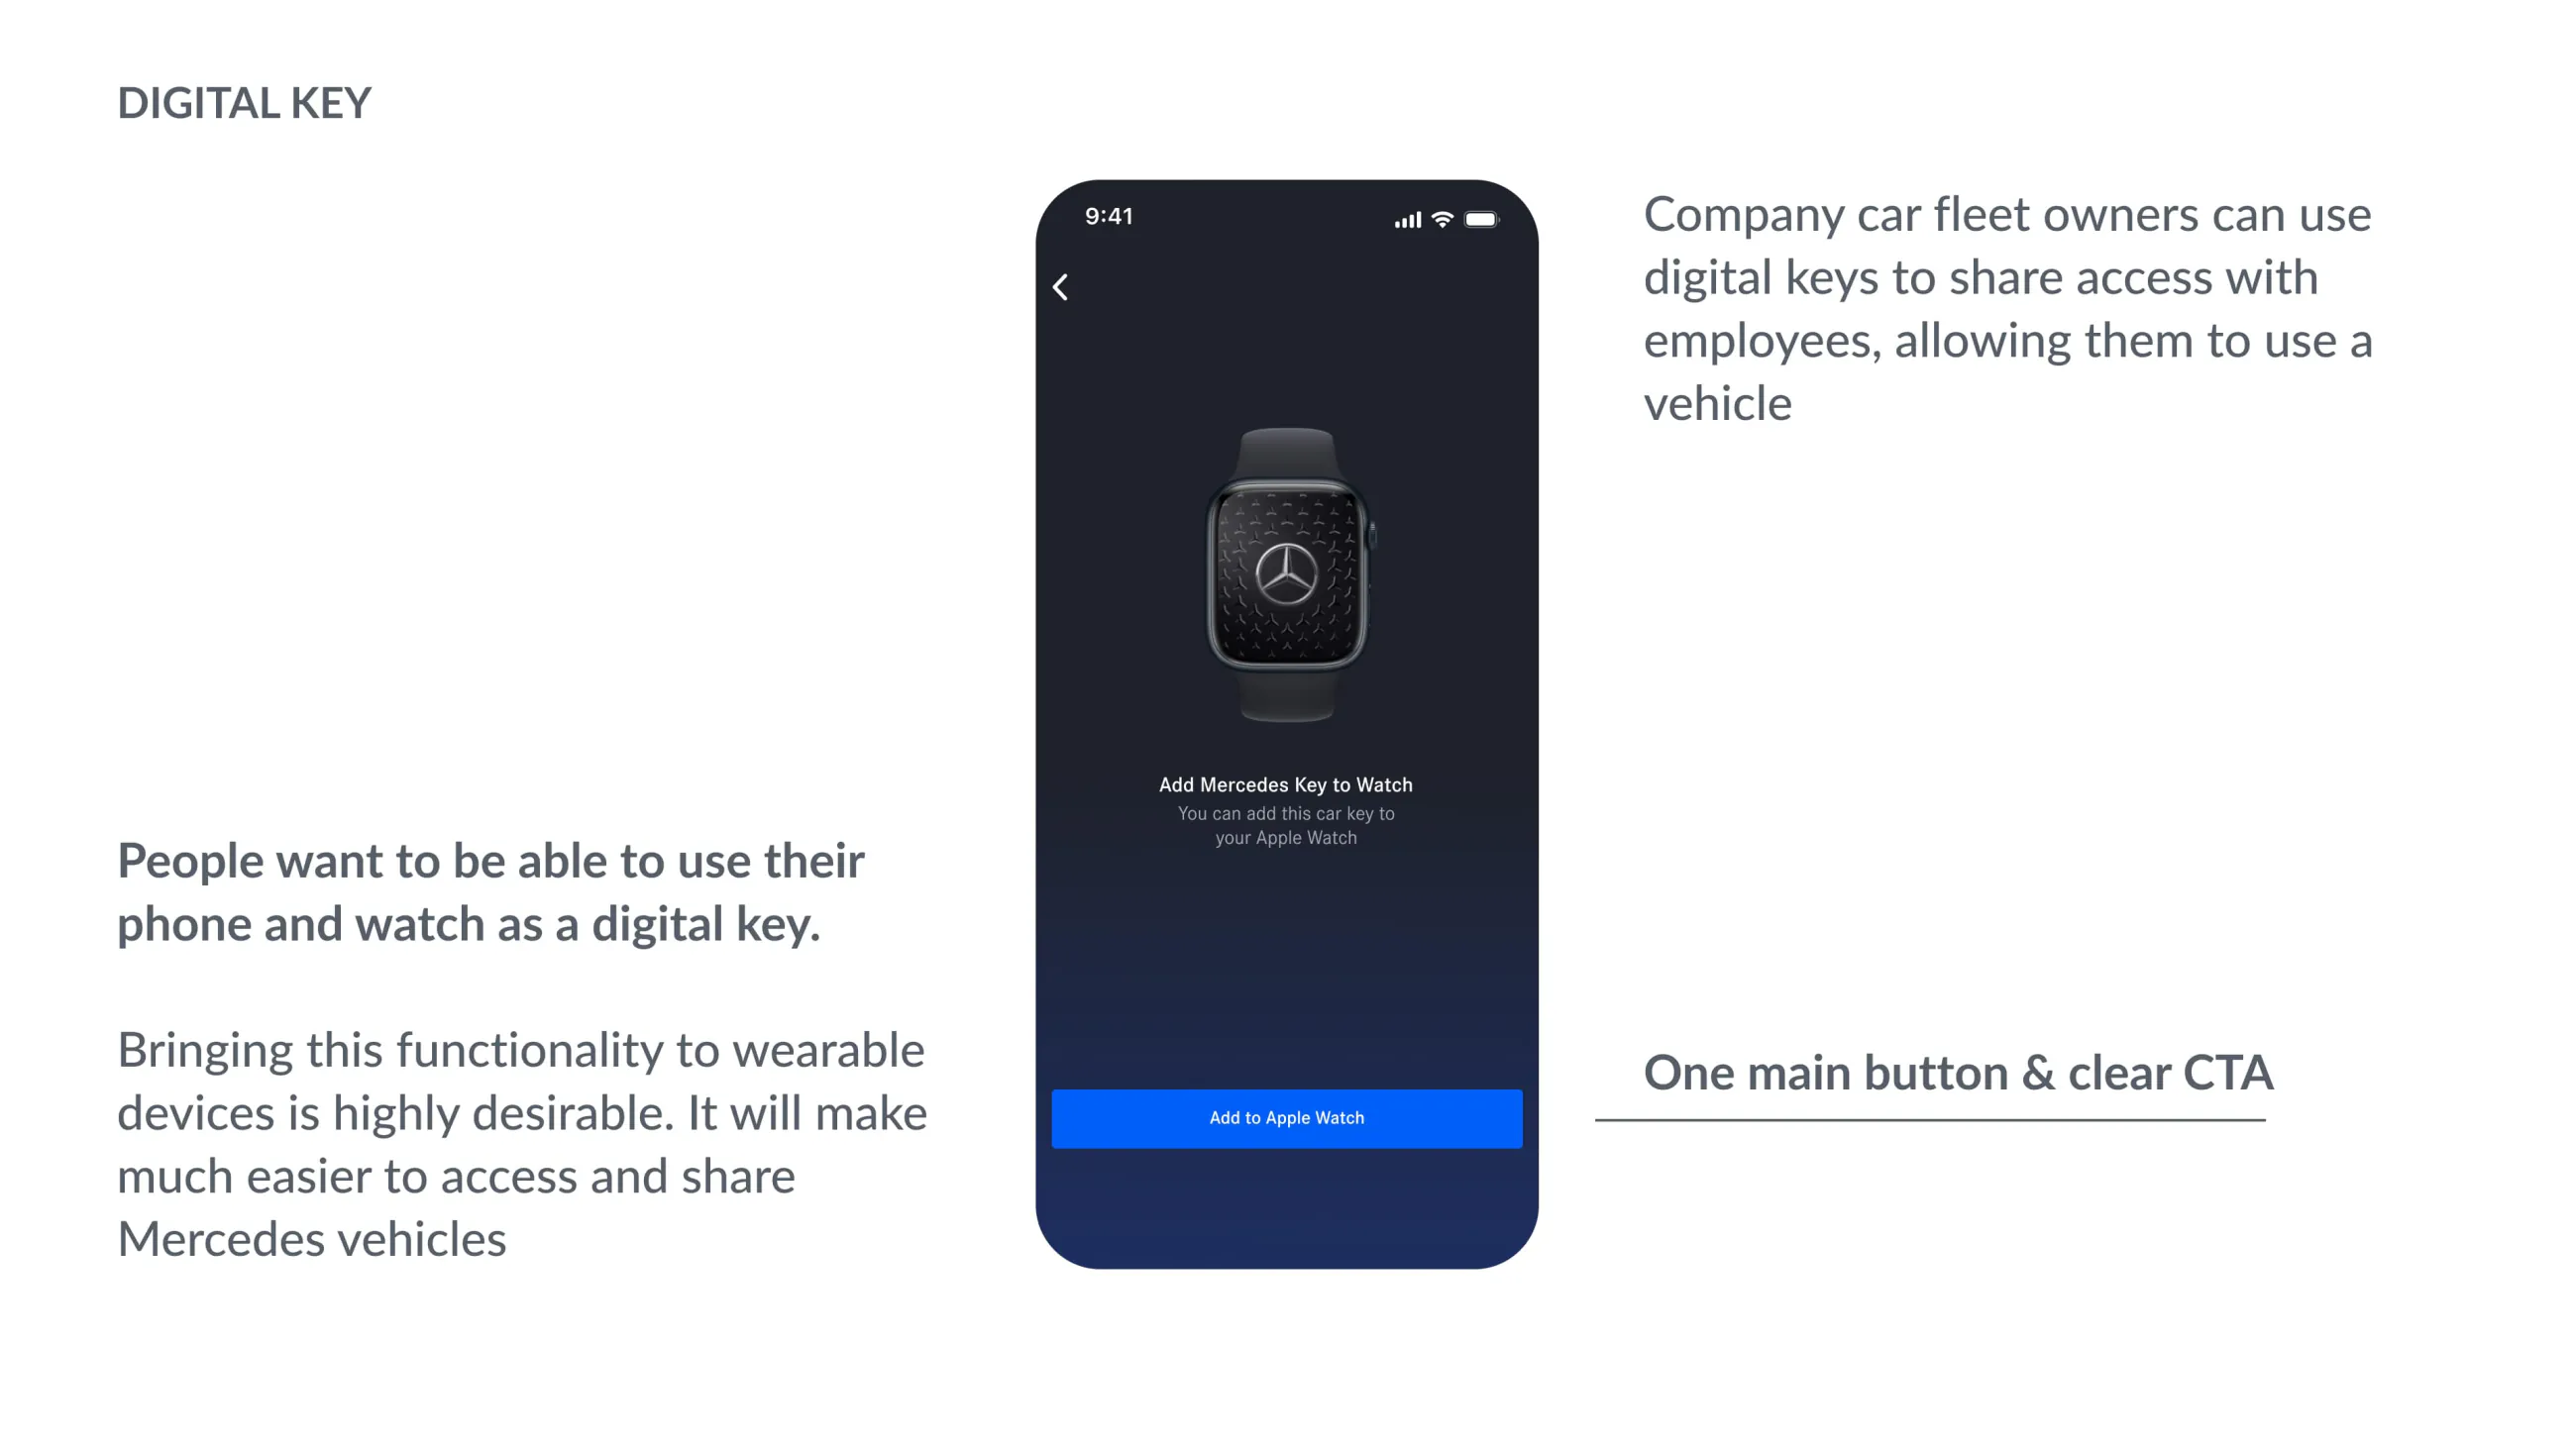 DIGITAL KEY
People want to be able to use their
phone and watch as a digital key.
Bringing this functionality to wearable
devices is highly desirable. It will make
much easier to access and share
Mercedes vehicles
9:41
Add Mercedes Key to Watch
You can add this car key to
your Apple Watch
Add to Apple Watch
Company car fleet owners can use
digital keys to share access with
employees, allowing them to use a
vehicle
One main button & clear CTA